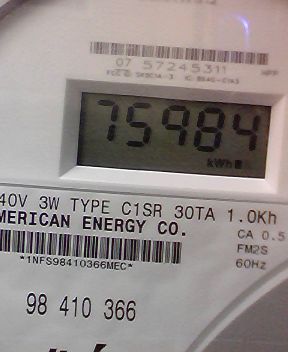 07 57245311
75984
kWh
40V 3W TYPE C1SR 30TA 1.0Kh
MERICAN ENERGY CO.
CA 0.5
FM2S
60Hz
*1NFS98410366MEC*
98 410 366